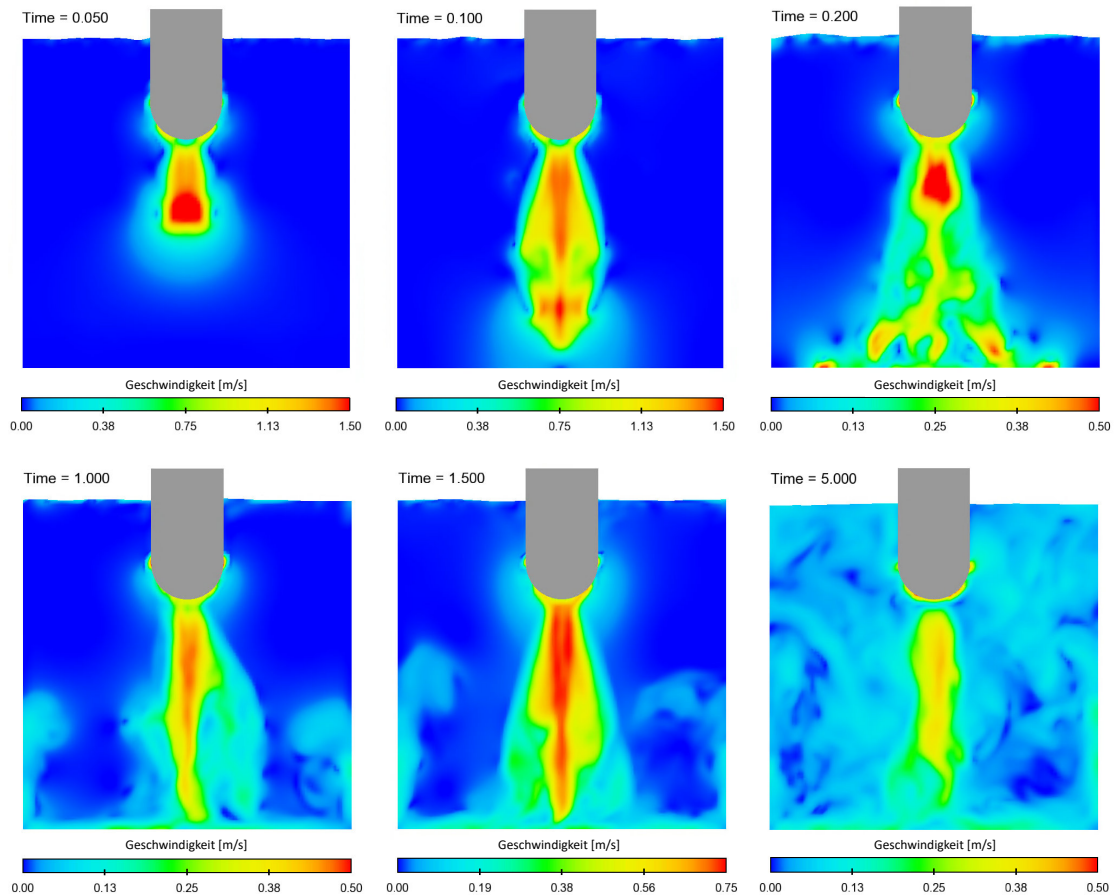 Time = 0.050
Time = 0.100
Time = 0.200
Geschwindigkeit [m/s]
Geschwindigkeit [m/s]
Geschwindigkeit [m/s]
0.00 0.38 0.75 1.13 1.50
0.00 0.38 0.75 1.13 1.50
0.00 0.13 0.25 0.38 0.50
Time = 1.000
Time = 1.500
Time = 5.000
Geschwindigkeit [m/s]
Geschwindigkeit [m/s]
Geschwindigkeit [m/s]
0.00 0.13 0.25 0.38 0.50
0.00 0.19 0.38 0.56 0.75
0.00 0.13 0.25 0.38 0.50